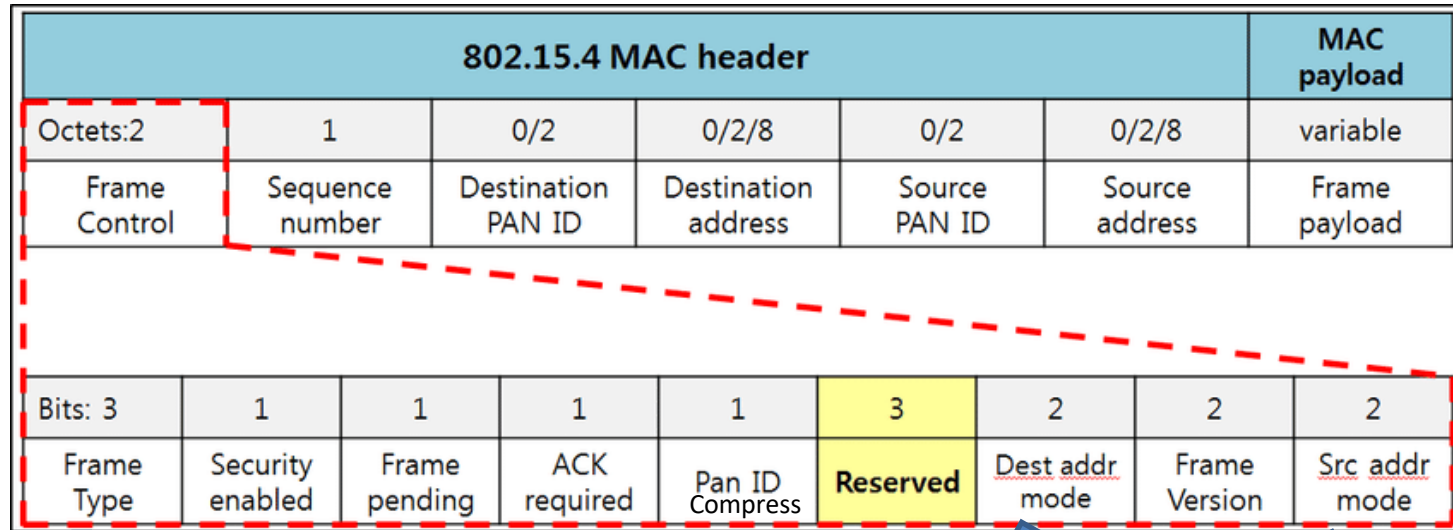 802.15.4 MAC header
MAC
payload
Octets:2 1 0/2 0/2/8 0/2 0/2/8 variable
Frame Sequence Destination Destination Source Source Frame
Control number PAN ID address PAN ID address payload
Bits: 3 1 1 1 1 3 2 2 2
Frame Security Frame ACK Pan ID Reserved Dest addr Frame Src addr
Type enabled pending required Compress mode Version mode